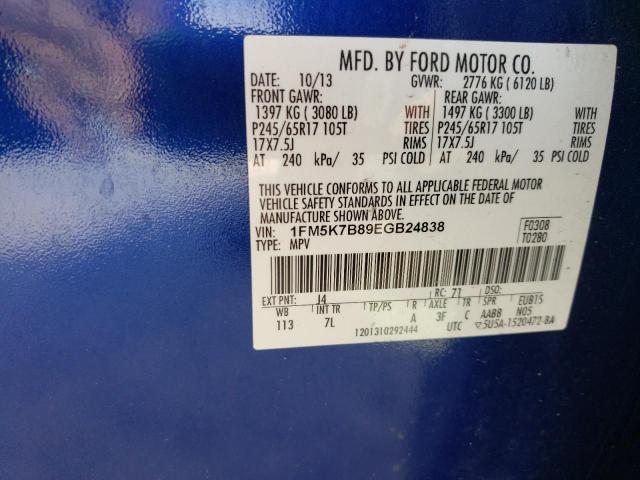 MFD. BY FORD MOTOR CO.
DATE: 10/13 GVWR: 2776 KG ( 6120 LB)
FRONT GAWR: REAR GAWR:
1397 KG ( 3080 LB) WITH 1497 KG ( 3300 LB) WITH
P245/65R17 105T TIRES P245/65R17 105T TIRES
17X7.5J RIMS 17X7.5J RIMS
AT 240 kPa/ 35 PSI COLD AT 240 kPa/ 35 PSI COLD
THIS VEHICLE CONFORMS TO ALL APPLICABLE FEDERAL MOTOR
VEHICLE SAFETY STANDARDS IN EFFECT ON THE DATE OF
MANUFACTURE SHOWN ABOVE.
VIN: 1FM5K7B89EGB24838 F0308
TYPE: MPV T0280
EXT PNT: J4 RC: 71 DSO:
WB INT TR TP/PS R AXLE TR SPR EUB15
113 7L A 3F C AABB N05
1201310292444 UTC 5U5A-1520472-BA